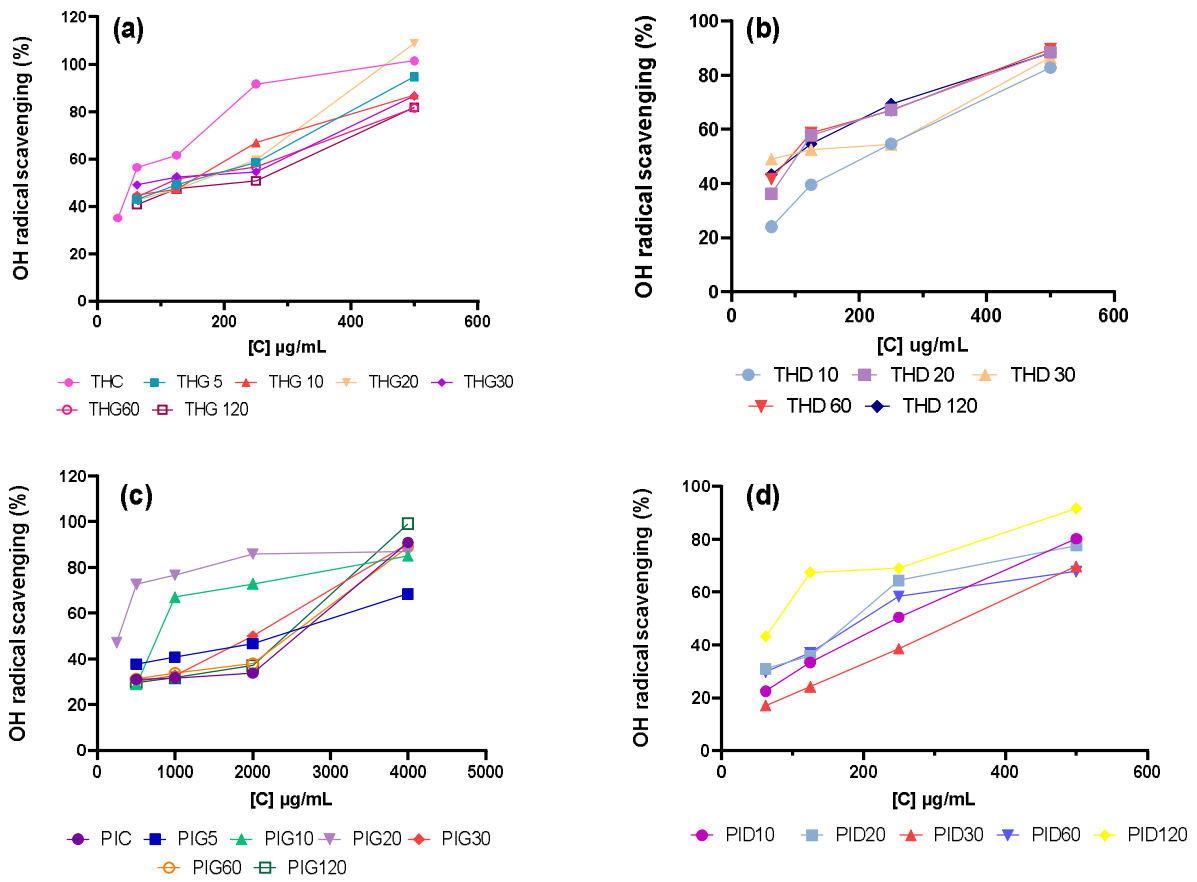 (a)
OH radical scavenging (%)
120
100
80
60
40
20
0
0 200 400 600
[C] µg/mL
THC THG 5 THG 10 THG20 THG30
THG60 THG 120
(b)
OH radical scavenging (%)
100
80
60
40
20
0
0 200 400 600
[C] ug/mL
THD 10 THD 20 THD 30
THD 60 THD 120
(c)
OH radical scavenging (%)
120
100
80
60
40
20
0
0 1000 2000 3000 4000 5000
[C] µg/mL
PIC PIG5 PIG10 PIG20 PIG30
PIG60 PIG120
(d)
OH radical scavenging (%)
100
80
60
40
20
0
0 200 400 600
[C] µg/mL
PID10 PID20 PID30 PID60 PID120